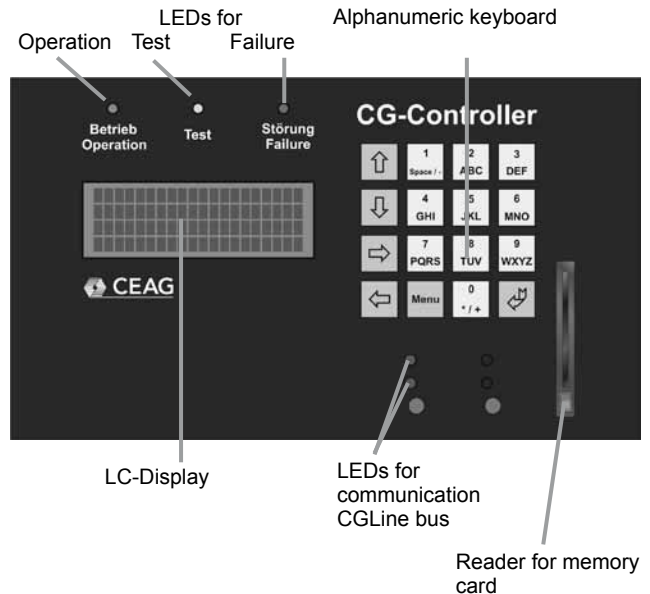 LEDs for
Operation Test Failure
Alphanumeric keyboard
Betrieb
Operation
Test
Störung
Failure
CG-Controller
1
Space / -
2
ABC
3
DEF
4
GHI
5
JKL
6
MNO
7
PQRS
8
TUV
9
WXYZ
Menu
0
* / +
CEAG
LC-Display
LEDs for
communication
CGLine bus
Reader for memory
card